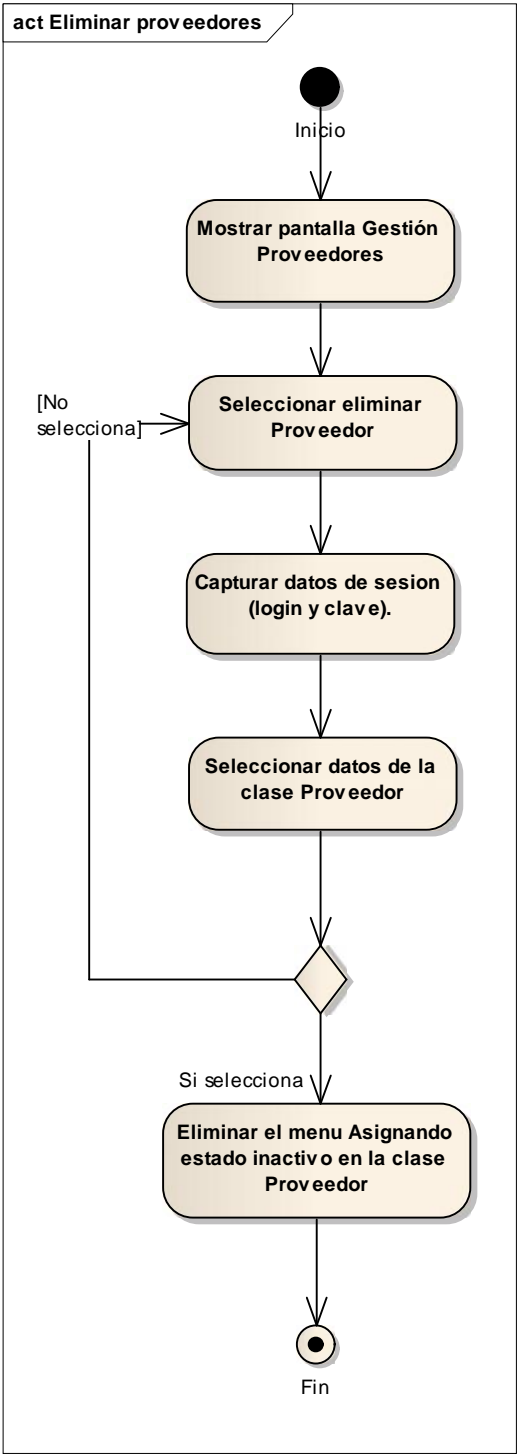 act Eliminar proveedores
Inicio
Mostrar pantalla Gestión
Proveedores
[No
selecciona]
Seleccionar eliminar
Proveedor
Capturar datos de sesion
(login y clave).
Seleccionar datos de la
clase Proveedor
Si selecciona
Eliminar el menu Asignando
estado inactivo en la clase
Proveedor
Fin